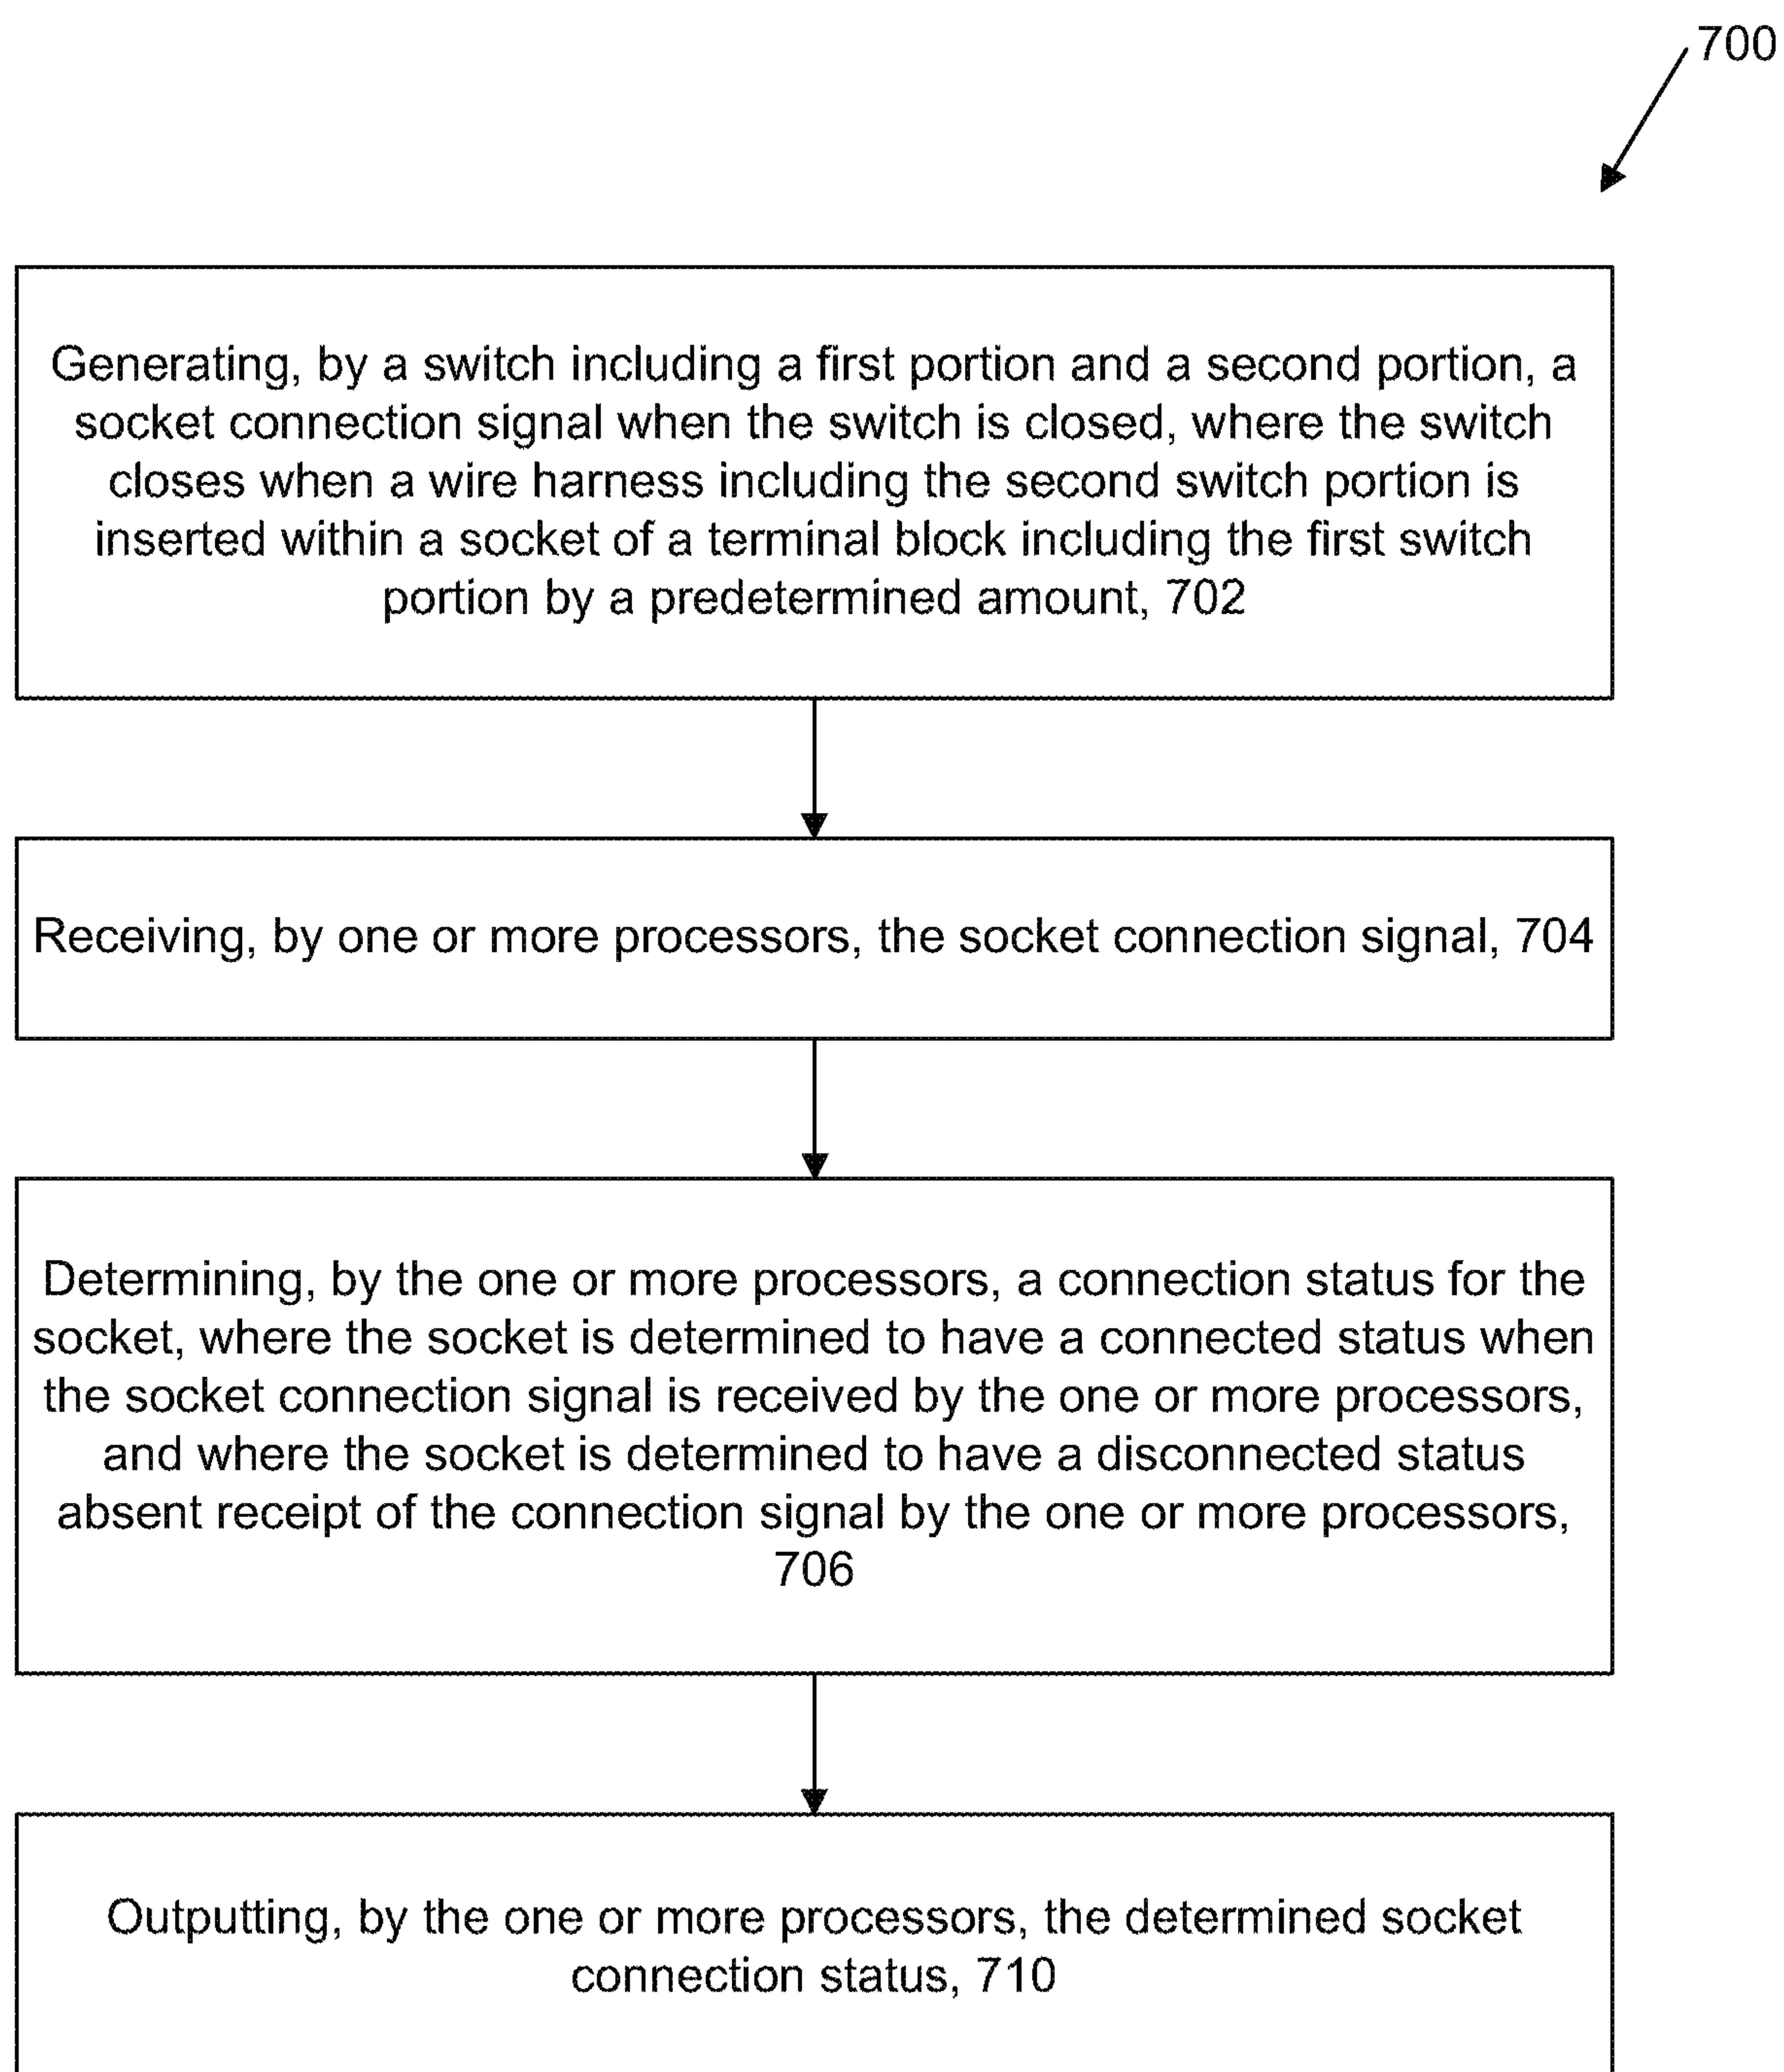 700
Generating, by a switch including a first portion and a second portion, a
socket connection signal when the switch is closed, where the switch
closes when a wire harness including the second switch portion is
inserted within a socket of a terminal block including the first switch
portion by a predetermined amount, 702
Receiving, by one or more processors, the socket connection signal, 704
Determining, by the one or more processors, a connection status for the
socket, where the socket is determined to have a connected status when
the socket connection signal is received by the one or more processors,
and where the socket is determined to have a disconnected status
absent receipt of the connection signal by the one or more processors,
706
Outputting, by the one or more processors, the determined socket
connection status, 710